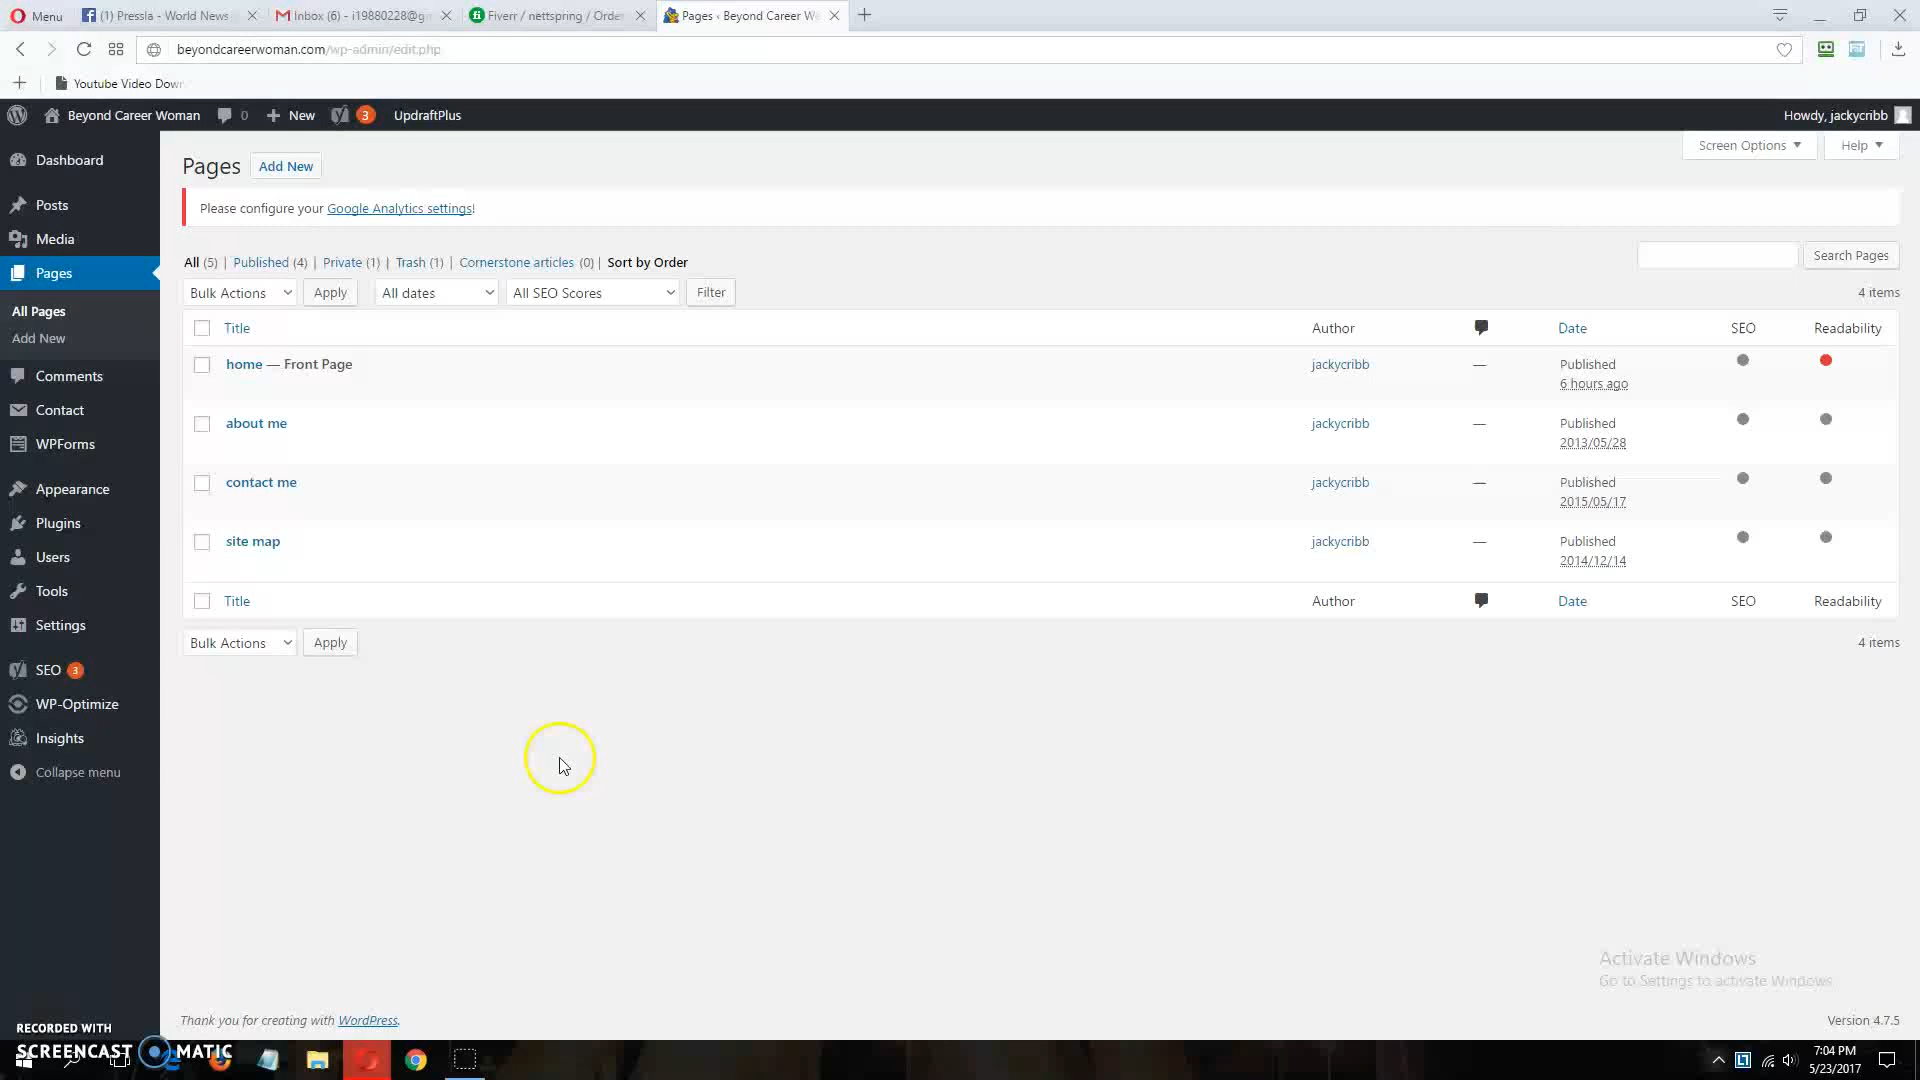 Menu
(1) Pressla - World News
Inbox (6) - i19880228@g
Fiverr / nettspring / Orde
Pages ‹ Beyond Career W
beyondcareerwoman.com/wp-admin/edit.php
Youtube Video Down
Beyond Career Woman
0
New
3
UpdraftPlus
Howdy, jackycribb
Dashboard
Posts
Media
Pages
All Pages
Add New
Comments
Contact
WPForms
Appearance
Plugins
Users
Tools
Settings
SEO 3
WP-Optimize
Insights
Collapse menu
Screen Options
Help
Pages
Add New
Please configure your Google Analytics settings!
All (5) | Published (4) | Private (1) | Trash (1) | Cornerstone articles (0) | Sort by Order
Search Pages
Bulk Actions
Apply
All dates
All SEO Scores
Filter
4 items
Title Author Date SEO Readability
home — Front Page jackycribb — Published
6 hours ago
about me jackycribb — Published
2013/05/28
contact me jackycribb — Published
2015/05/17
site map jackycribb — Published
2014/12/14
Title Author Date SEO Readability
Bulk Actions
Apply
4 items
Activate Windows
Go to Settings to activate Windows.
Thank you for creating with WordPress.
Version 4.7.5
RECORDED WITH
SCREENCAST MATIC
7:04 PM
5/23/2017